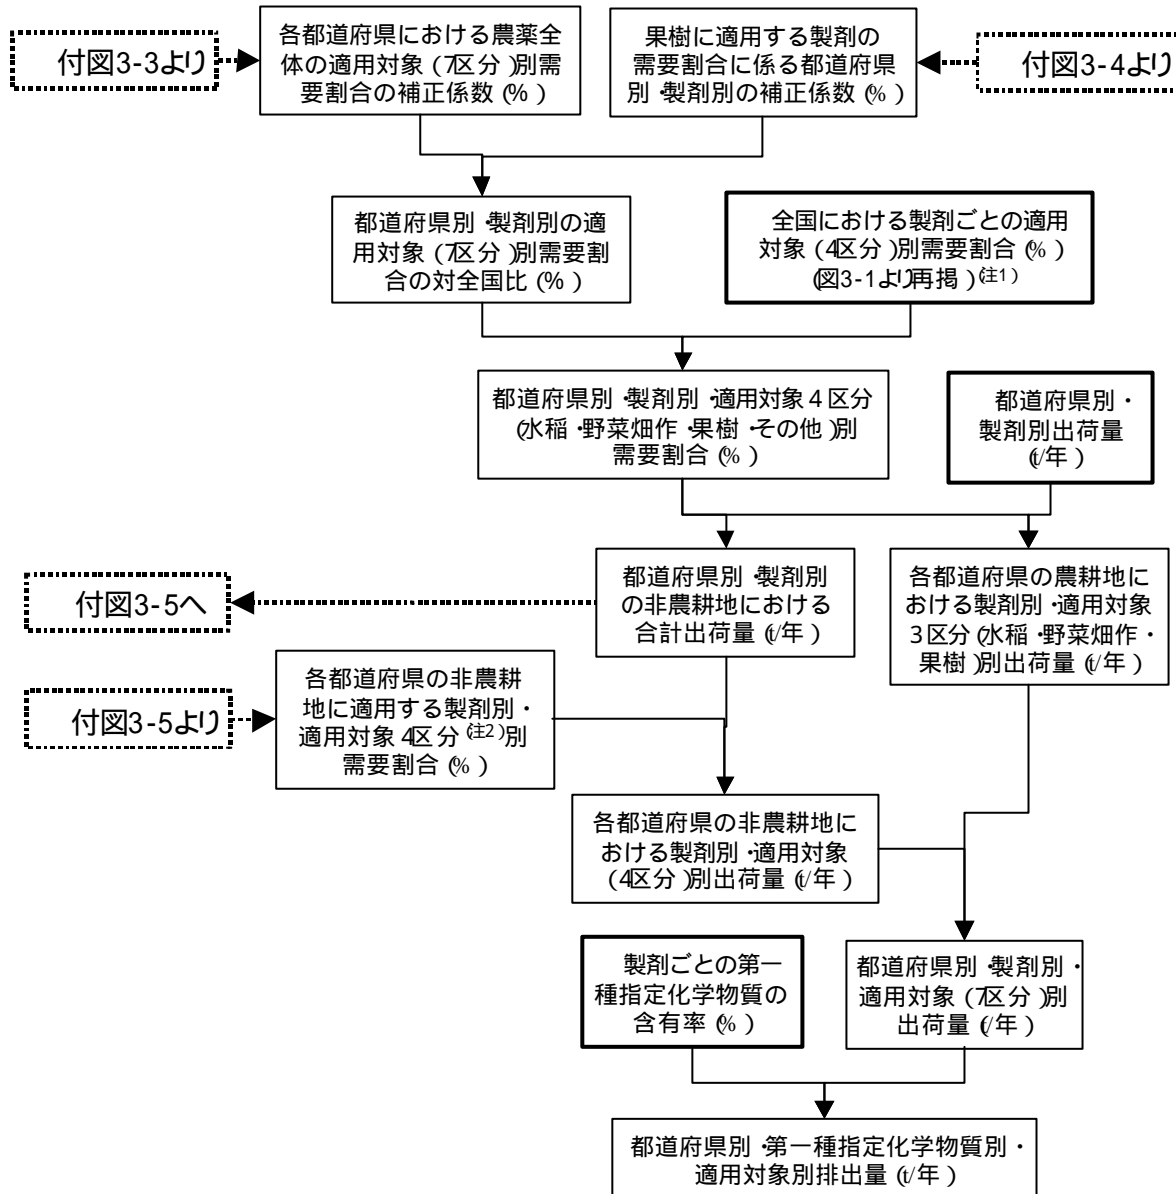 付図3-3より
各都道府県における農薬全
体の適用対象(7区分)別需
要割合の補正係数(%)
果樹に適用する製剤の
需要割合に係る都道府県
別・製剤別の補正係数(%)
付図3-4より
都道府県別・製剤別の適
用対象(7区分)別需要割
合の対全国比(%)
全国における製剤ごとの適用
対象(4区分)別需要割合(%)
(図3-1より再掲)(注1)
都道府県別・製剤別・適用対象4区分
(水稲・野菜畑作・果樹・その他)別
需要割合(%)
都道府県別・
製剤別出荷量
(t/年)
付図3-5へ
都道府県別・製剤別
の非農耕地における
合計出荷量(t/年)
各都道府県の農耕地に
おける製剤別・適用対象
3区分(水稲・野菜畑作・
果樹)別出荷量(t/年)
付図3-5より
各都道府県の非農耕
地に適用する製剤別・
適用対象4区分(注2)別
需要割合(%)
各都道府県の非農耕地に
おける製剤別・適用対象
(4区分)別出荷量(t/年)
製剤ごとの第一
種指定化学物質の
含有率(%)
都道府県別・製剤別・
適用対象(7区分)別
出荷量(t/年)
都道府県別・第一種指定化学物質別・
適用対象別排出量(t/年)